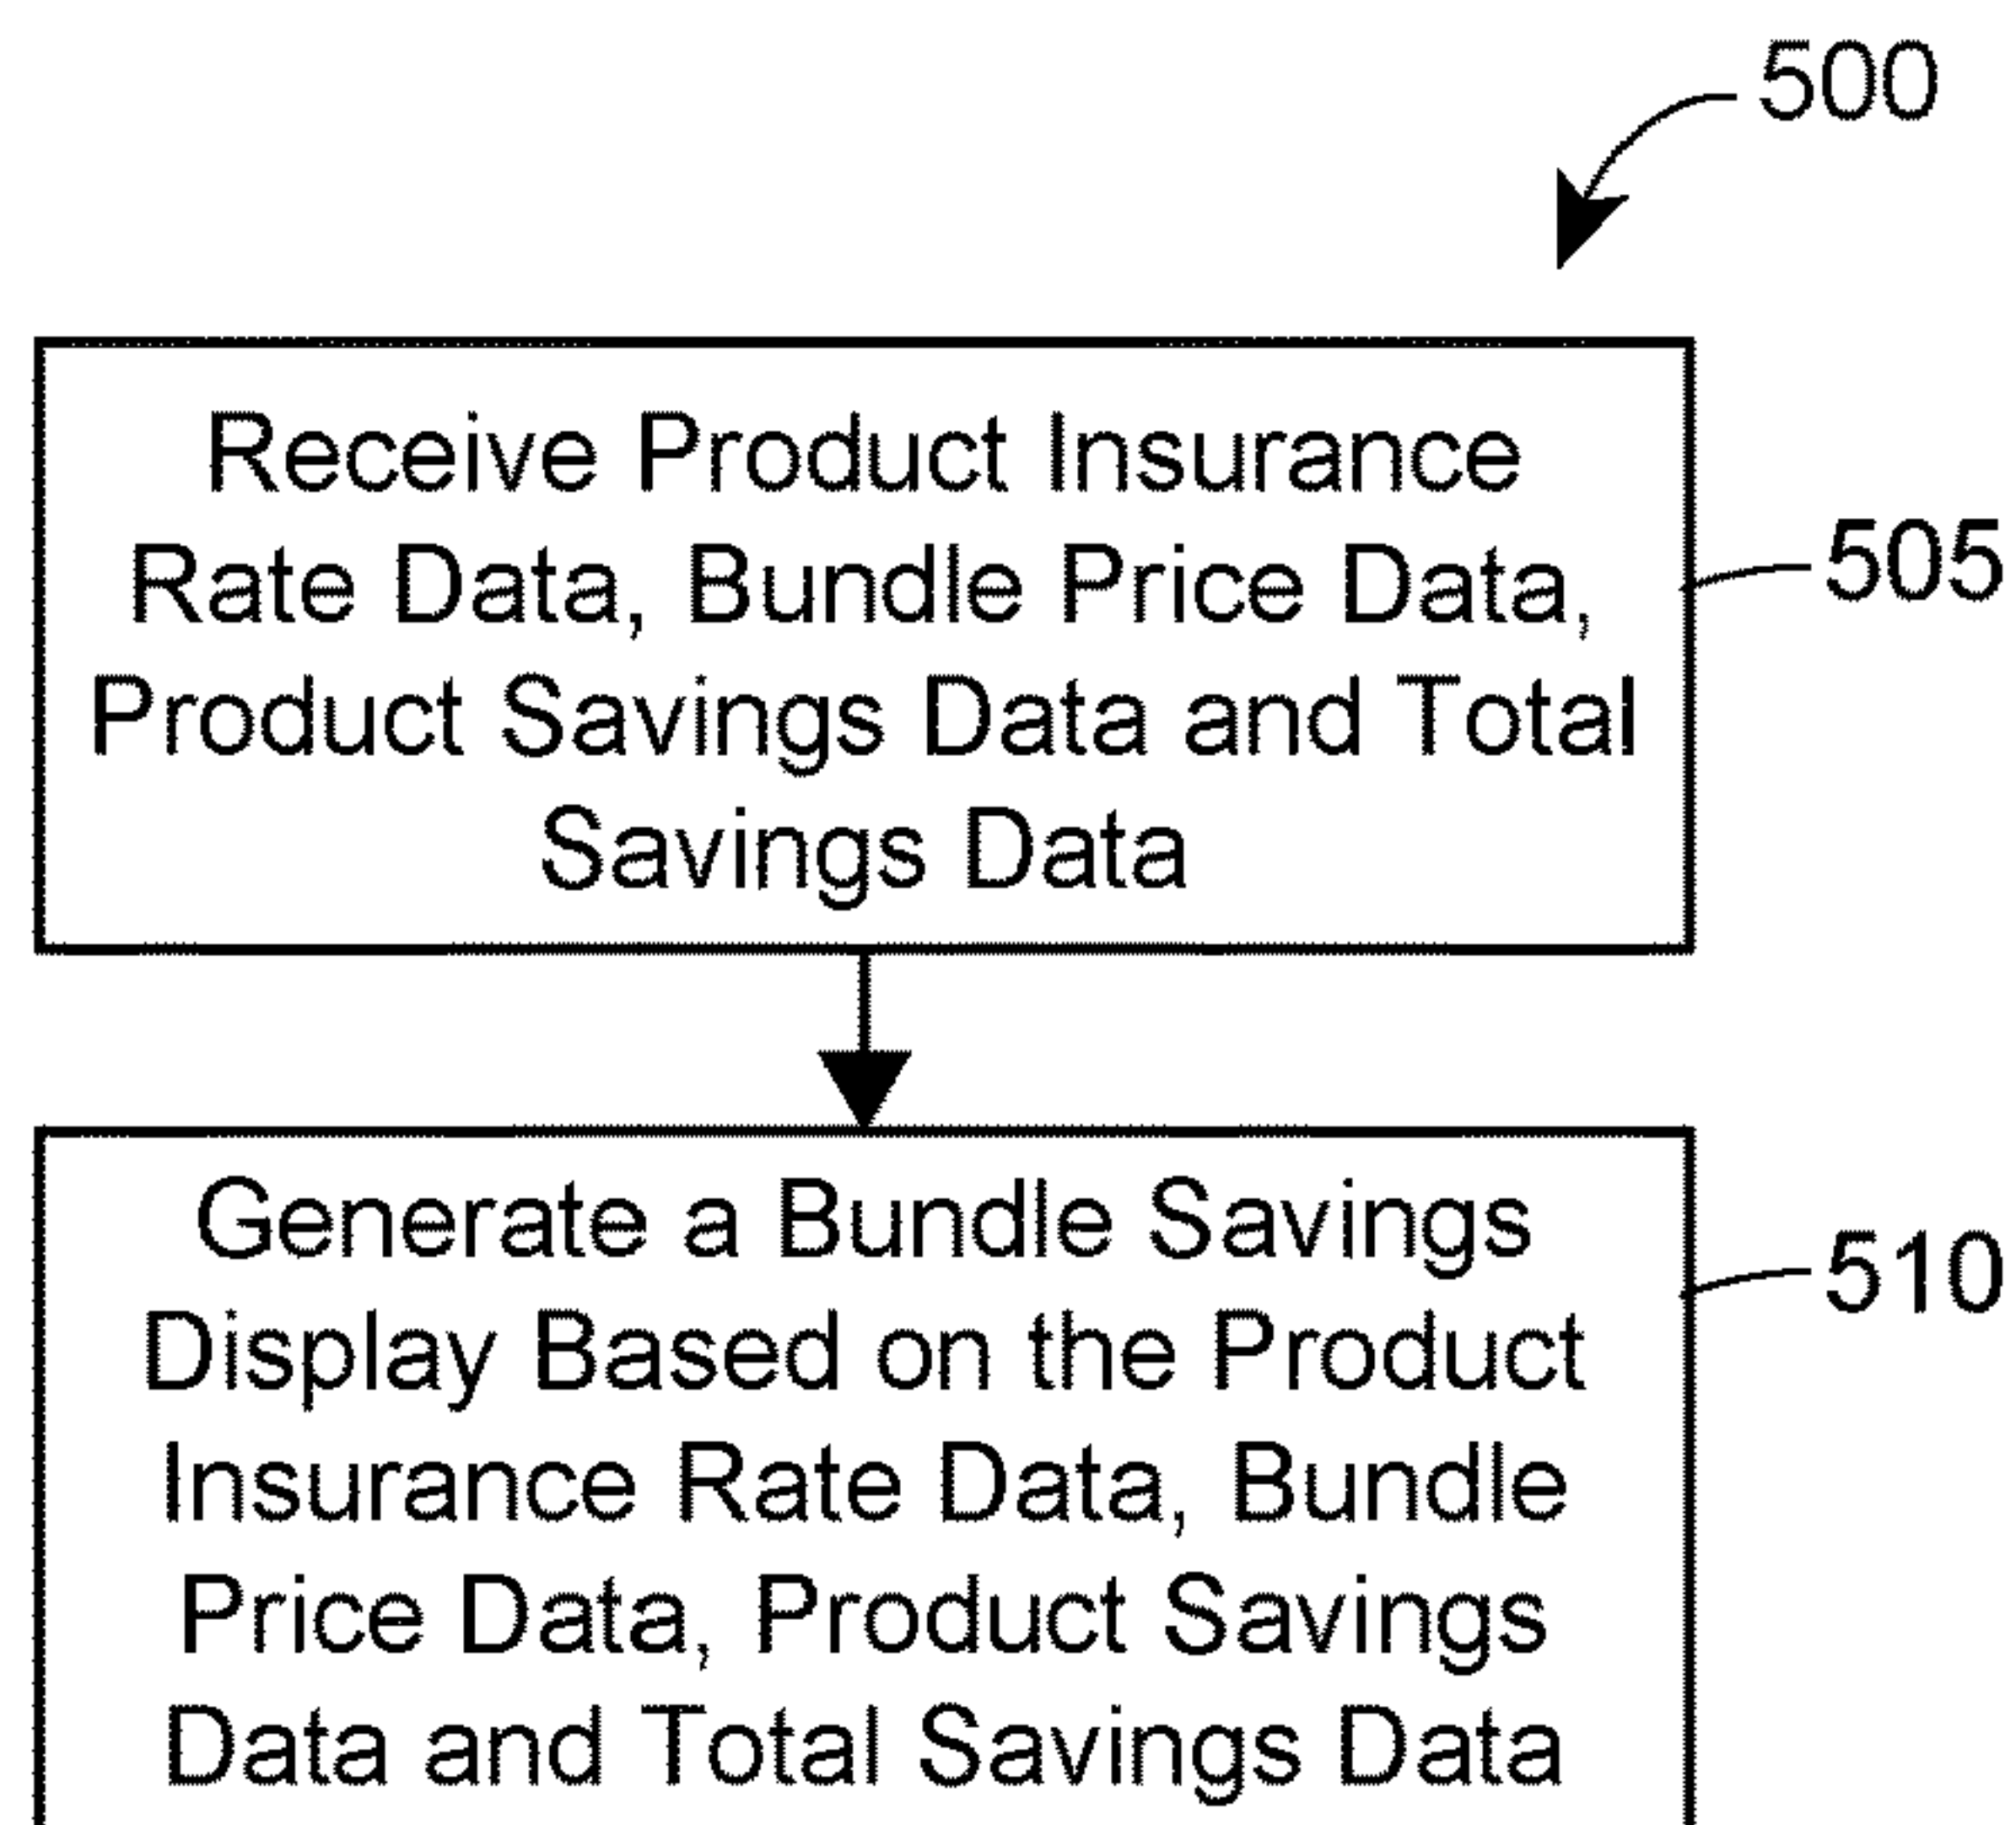 500
Receive Product Insurance
Rate Data, Bundle Price Data,
Product Savings Data and Total
Savings Data
505
Generate a Bundle Savings
Display Based on the Product
Insurance Rate Data, Bundle
Price Data, Product Savings
Data and Total Savings Data
510